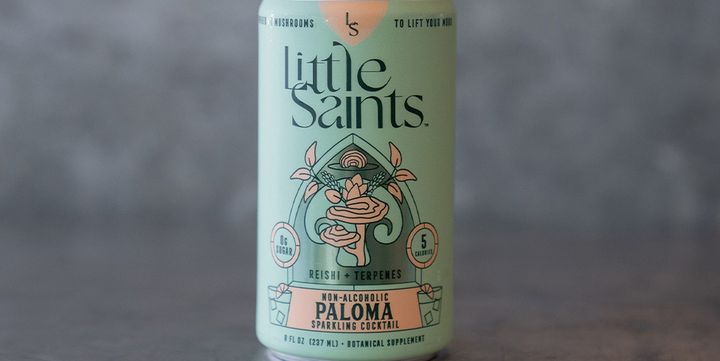 MUSHROOMS
TO LIFT YOUR MOOD
LS
Little
Saints
0g
SUGAR
5
CALORIES
REISHI + TERPENES
NON-ALCOHOLIC
PALOMA
SPARKLING COCKTAIL
8 FL OZ (237 ML) • BOTANICAL SUPPLEMENT